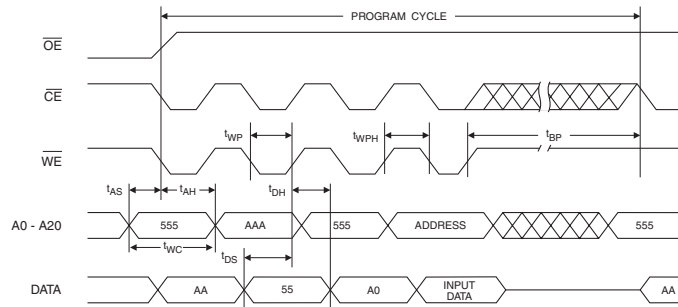 PROGRAM CYCLE
OE
CE
tWP
tWPH
tBP
WE
tAS
tAH
tDH
A0 - A20
555
AAA
555
ADDRESS
555
tWC
tDS
DATA
AA
55
A0
INPUT
DATA
AA